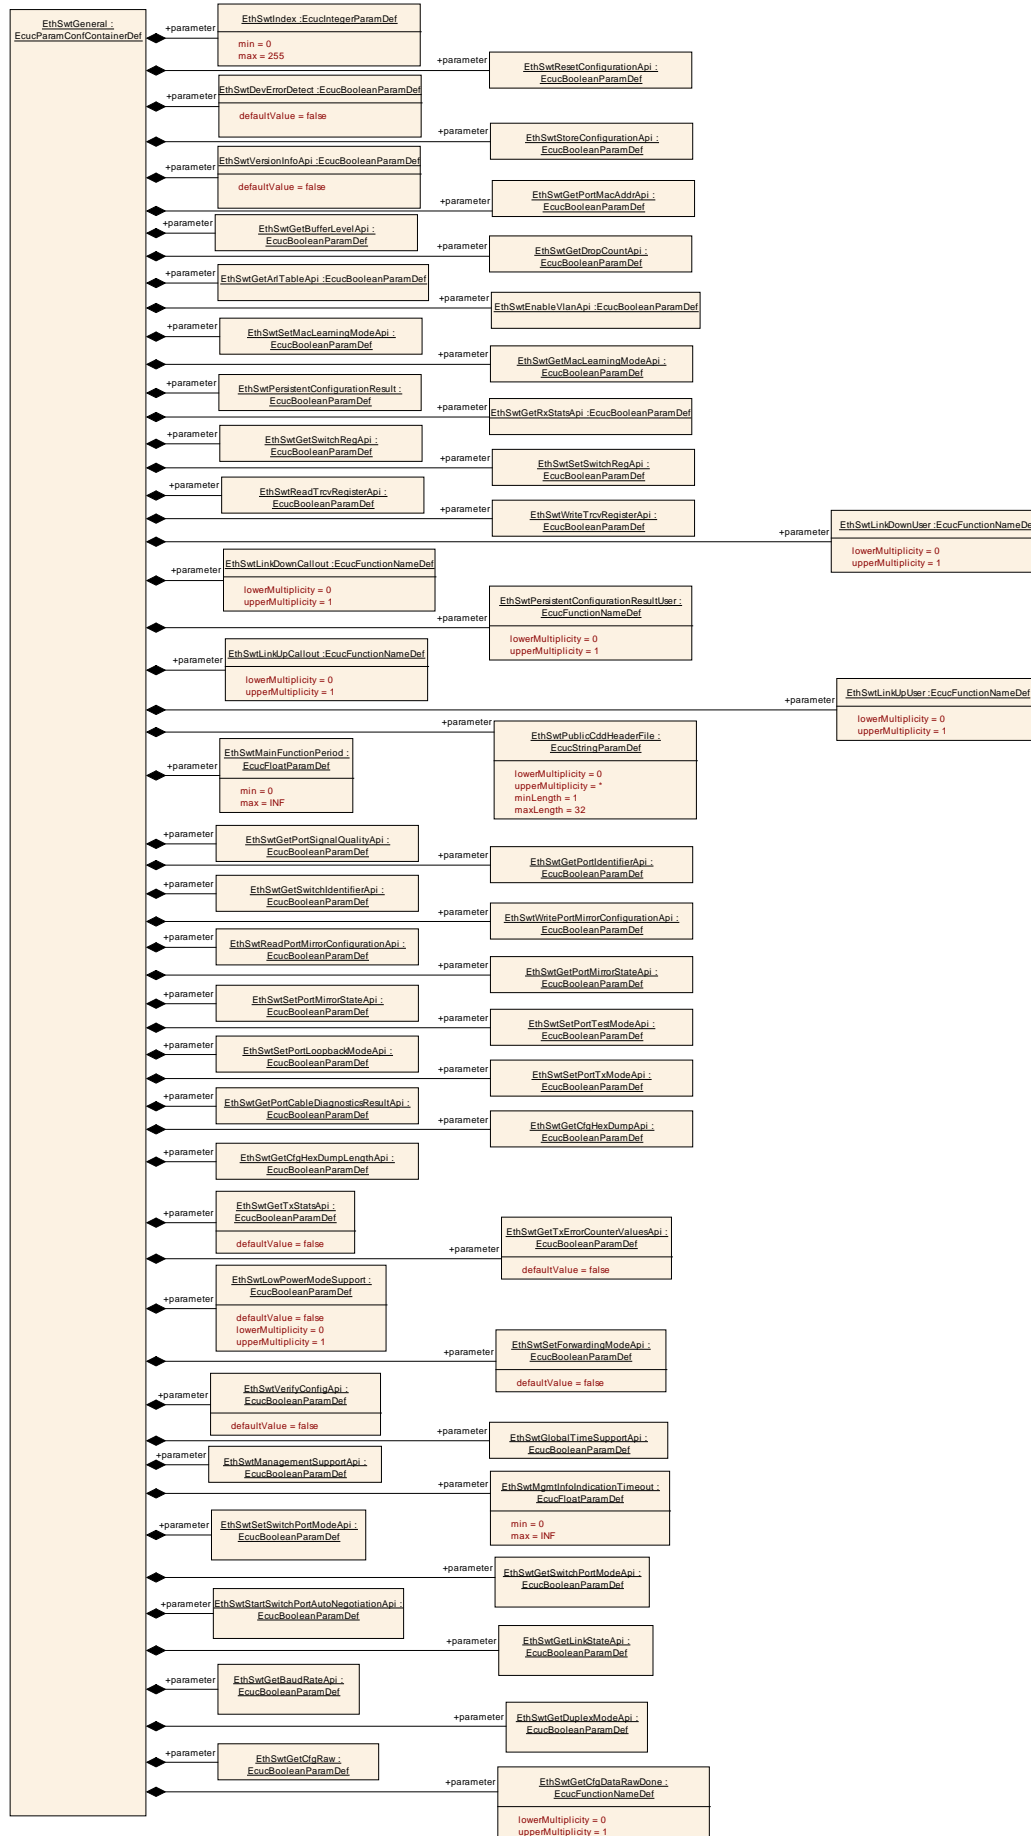 EthSwtGeneral :
EcucParamConfContainerDef
+parameter
EthSwtIndex :EcucIntegerParamDef
min = 0
max = 255
+parameter
EthSwtResetConfigurationApi :
EcucBooleanParamDef
+parameter
EthSwtDevErrorDetect :EcucBooleanParamDef
defaultValue = false
+parameter
EthSwtStoreConfigurationApi :
EcucBooleanParamDef
+parameter
EthSwtVersionInfoApi :EcucBooleanParamDef
defaultValue = false
+parameter
EthSwtGetPortMacAddrApi :
EcucBooleanParamDef
+parameter
EthSwtGetBufferLevelApi :
EcucBooleanParamDef
+parameter
EthSwtGetDropCountApi :
EcucBooleanParamDef
+parameter
EthSwtGetArlTableApi :EcucBooleanParamDef
+parameter
EthSwtEnableVlanApi :EcucBooleanParamDef
+parameter
EthSwtSetMacLearningModeApi :
EcucBooleanParamDef
+parameter
EthSwtGetMacLearningModeApi :
EcucBooleanParamDef
+parameter
EthSwtPersistentConfigurationResult :
EcucBooleanParamDef
+parameter
EthSwtGetRxStatsApi :EcucBooleanParamDef
+parameter
EthSwtGetSwitchRegApi :
EcucBooleanParamDef
+parameter
EthSwtSetSwitchRegApi :
EcucBooleanParamDef
+parameter
EthSwtReadTrcvRegisterApi :
EcucBooleanParamDef
+parameter
EthSwtWriteTrcvRegisterApi :
EcucBooleanParamDef
+parameter
EthSwtLinkDownUser :EcucFunctionNameDe
lowerMultiplicity = 0
upperMultiplicity = 1
+parameter
EthSwtLinkDownCallout :EcucFunctionNameDef
lowerMultiplicity = 0
upperMultiplicity = 1
+parameter
EthSwtPersistentConfigurationResultUser :
EcucFunctionNameDef
lowerMultiplicity = 0
upperMultiplicity = 1
+parameter
EthSwtLinkUpCallout :EcucFunctionNameDef
lowerMultiplicity = 0
upperMultiplicity = 1
+parameter
EthSwtLinkUpUser :EcucFunctionNameDef
lowerMultiplicity = 0
upperMultiplicity = 1
+parameter
EthSwtPublicCddHeaderFile :
EcucStringParamDef
lowerMultiplicity = 0
upperMultiplicity = *
minLength = 1
maxLength = 32
+parameter
EthSwtMainFunctionPeriod :
EcucFloatParamDef
min = 0
max = INF
+parameter
EthSwtGetPortSignalQualityApi :
EcucBooleanParamDef
+parameter
EthSwtGetPortIdentifierApi :
EcucBooleanParamDef
+parameter
EthSwtGetSwitchIdentifierApi :
EcucBooleanParamDef
+parameter
EthSwtWritePortMirrorConfigurationApi :
EcucBooleanParamDef
+parameter
EthSwtReadPortMirrorConfigurationApi :
EcucBooleanParamDef
+parameter
EthSwtGetPortMirrorStateApi :
EcucBooleanParamDef
+parameter
EthSwtSetPortMirrorStateApi :
EcucBooleanParamDef
+parameter
EthSwtSetPortTestModeApi :
EcucBooleanParamDef
+parameter
EthSwtSetPortLoopbackModeApi :
EcucBooleanParamDef
+parameter
EthSwtSetPortTxModeApi :
EcucBooleanParamDef
+parameter
EthSwtGetPortCableDiagnosticsResultApi :
EcucBooleanParamDef
+parameter
EthSwtGetCfgHexDumpApi :
EcucBooleanParamDef
+parameter
EthSwtGetCfgHexDumpLengthApi :
EcucBooleanParamDef
+parameter
EthSwtGetTxStatsApi :
EcucBooleanParamDef
defaultValue = false
+parameter
EthSwtGetTxErrorCounterValuesApi :
EcucBooleanParamDef
defaultValue = false
+parameter
EthSwtLowPowerModeSupport :
EcucBooleanParamDef
defaultValue = false
lowerMultiplicity = 0
upperMultiplicity = 1
+parameter
EthSwtSetForwardingModeApi :
EcucBooleanParamDef
defaultValue = false
+parameter
EthSwtVerifyConfigApi :
EcucBooleanParamDef
defaultValue = false
+parameter
EthSwtGlobalTimeSupportApi :
EcucBooleanParamDef
+parameter
EthSwtManagementSupportApi :
EcucBooleanParamDef
+parameter
EthSwtMgmtInfoIndicationTimeout :
EcucFloatParamDef
min = 0
max = INF
+parameter
EthSwtSetSwitchPortModeApi :
EcucBooleanParamDef
+parameter
EthSwtGetSwitchPortModeApi :
EcucBooleanParamDef
+parameter
EthSwtStartSwitchPortAutoNegotiationApi :
EcucBooleanParamDef
+parameter
EthSwtGetLinkStateApi :
EcucBooleanParamDef
+parameter
EthSwtGetBaudRateApi :
EcucBooleanParamDef
+parameter
EthSwtGetDuplexModeApi :
EcucBooleanParamDef
+parameter
EthSwtGetCfgRaw :
EcucBooleanParamDef
+parameter
EthSwtGetCfgDataRawDone :
EcucFunctionNameDef
lowerMultiplicity = 0
upperMultiplicity = 1